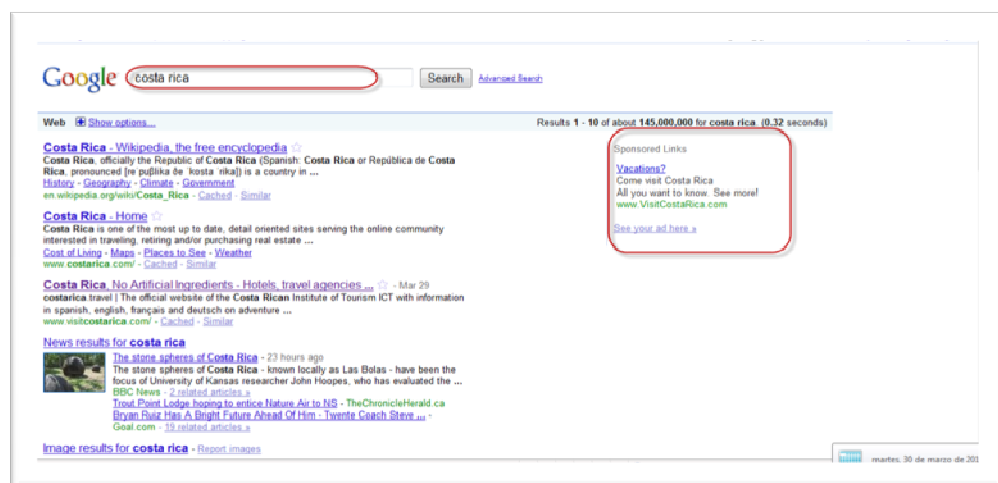 Google costa rica Search Advanced Search
Web Show options... Results 1 - 10 of about 145,000,000 for costa rica. (0.32 seconds)
Costa Rica - Wikipedia, the free encyclopedia
Costa Rica, officially the Republic of Costa Rica (Spanish: Costa Rica or República de Costa
Rica, pronounced [re puβlika ðe ˈkosta ˈrika]) is a country in ...
History - Geography - Climate - Government
en.wikipedia.org/wiki/Costa_Rica - Cached - Similar
Costa Rica - Home
Costa Rica is one of the most up to date, detail oriented sites serving the online community
interested in traveling, retiring and/or purchasing real estate ...
Cost of Living - Maps - Places to See - Weather
www.costarica.com/ - Cached - Similar
Costa Rica, No Artificial Ingredients - Hotels, travel agencies ... - Mar 29
costarica.travel | The official website of the Costa Rican Institute of Tourism ICT with information
in spanish, english, français and deutsch on adventure ...
www.visitcostarica.com/ - Cached - Similar
News results for costa rica
The stone spheres of Costa Rica - 23 hours ago
The stone spheres of Costa Rica - known locally as Las Bolas - have been the
focus of University of Kansas researcher John Hoopes, who has evaluated the ...
BBC News - 2 related articles »
Trout Point Lodge hoping to entice Nature Air to NS - TheChronicleHerald.ca
Bryan Ruiz Has A Bright Future Ahead Of Him - Twente Coach Steve ... -
Goal.com - 19 related articles »
Image results for costa rica - Report images
Sponsored Links
Vacations?
Come visit Costa Rica
All you want to know. See more!
www.VisitCostaRica.com
See your ad here »
martes, 30 de marzo de 201